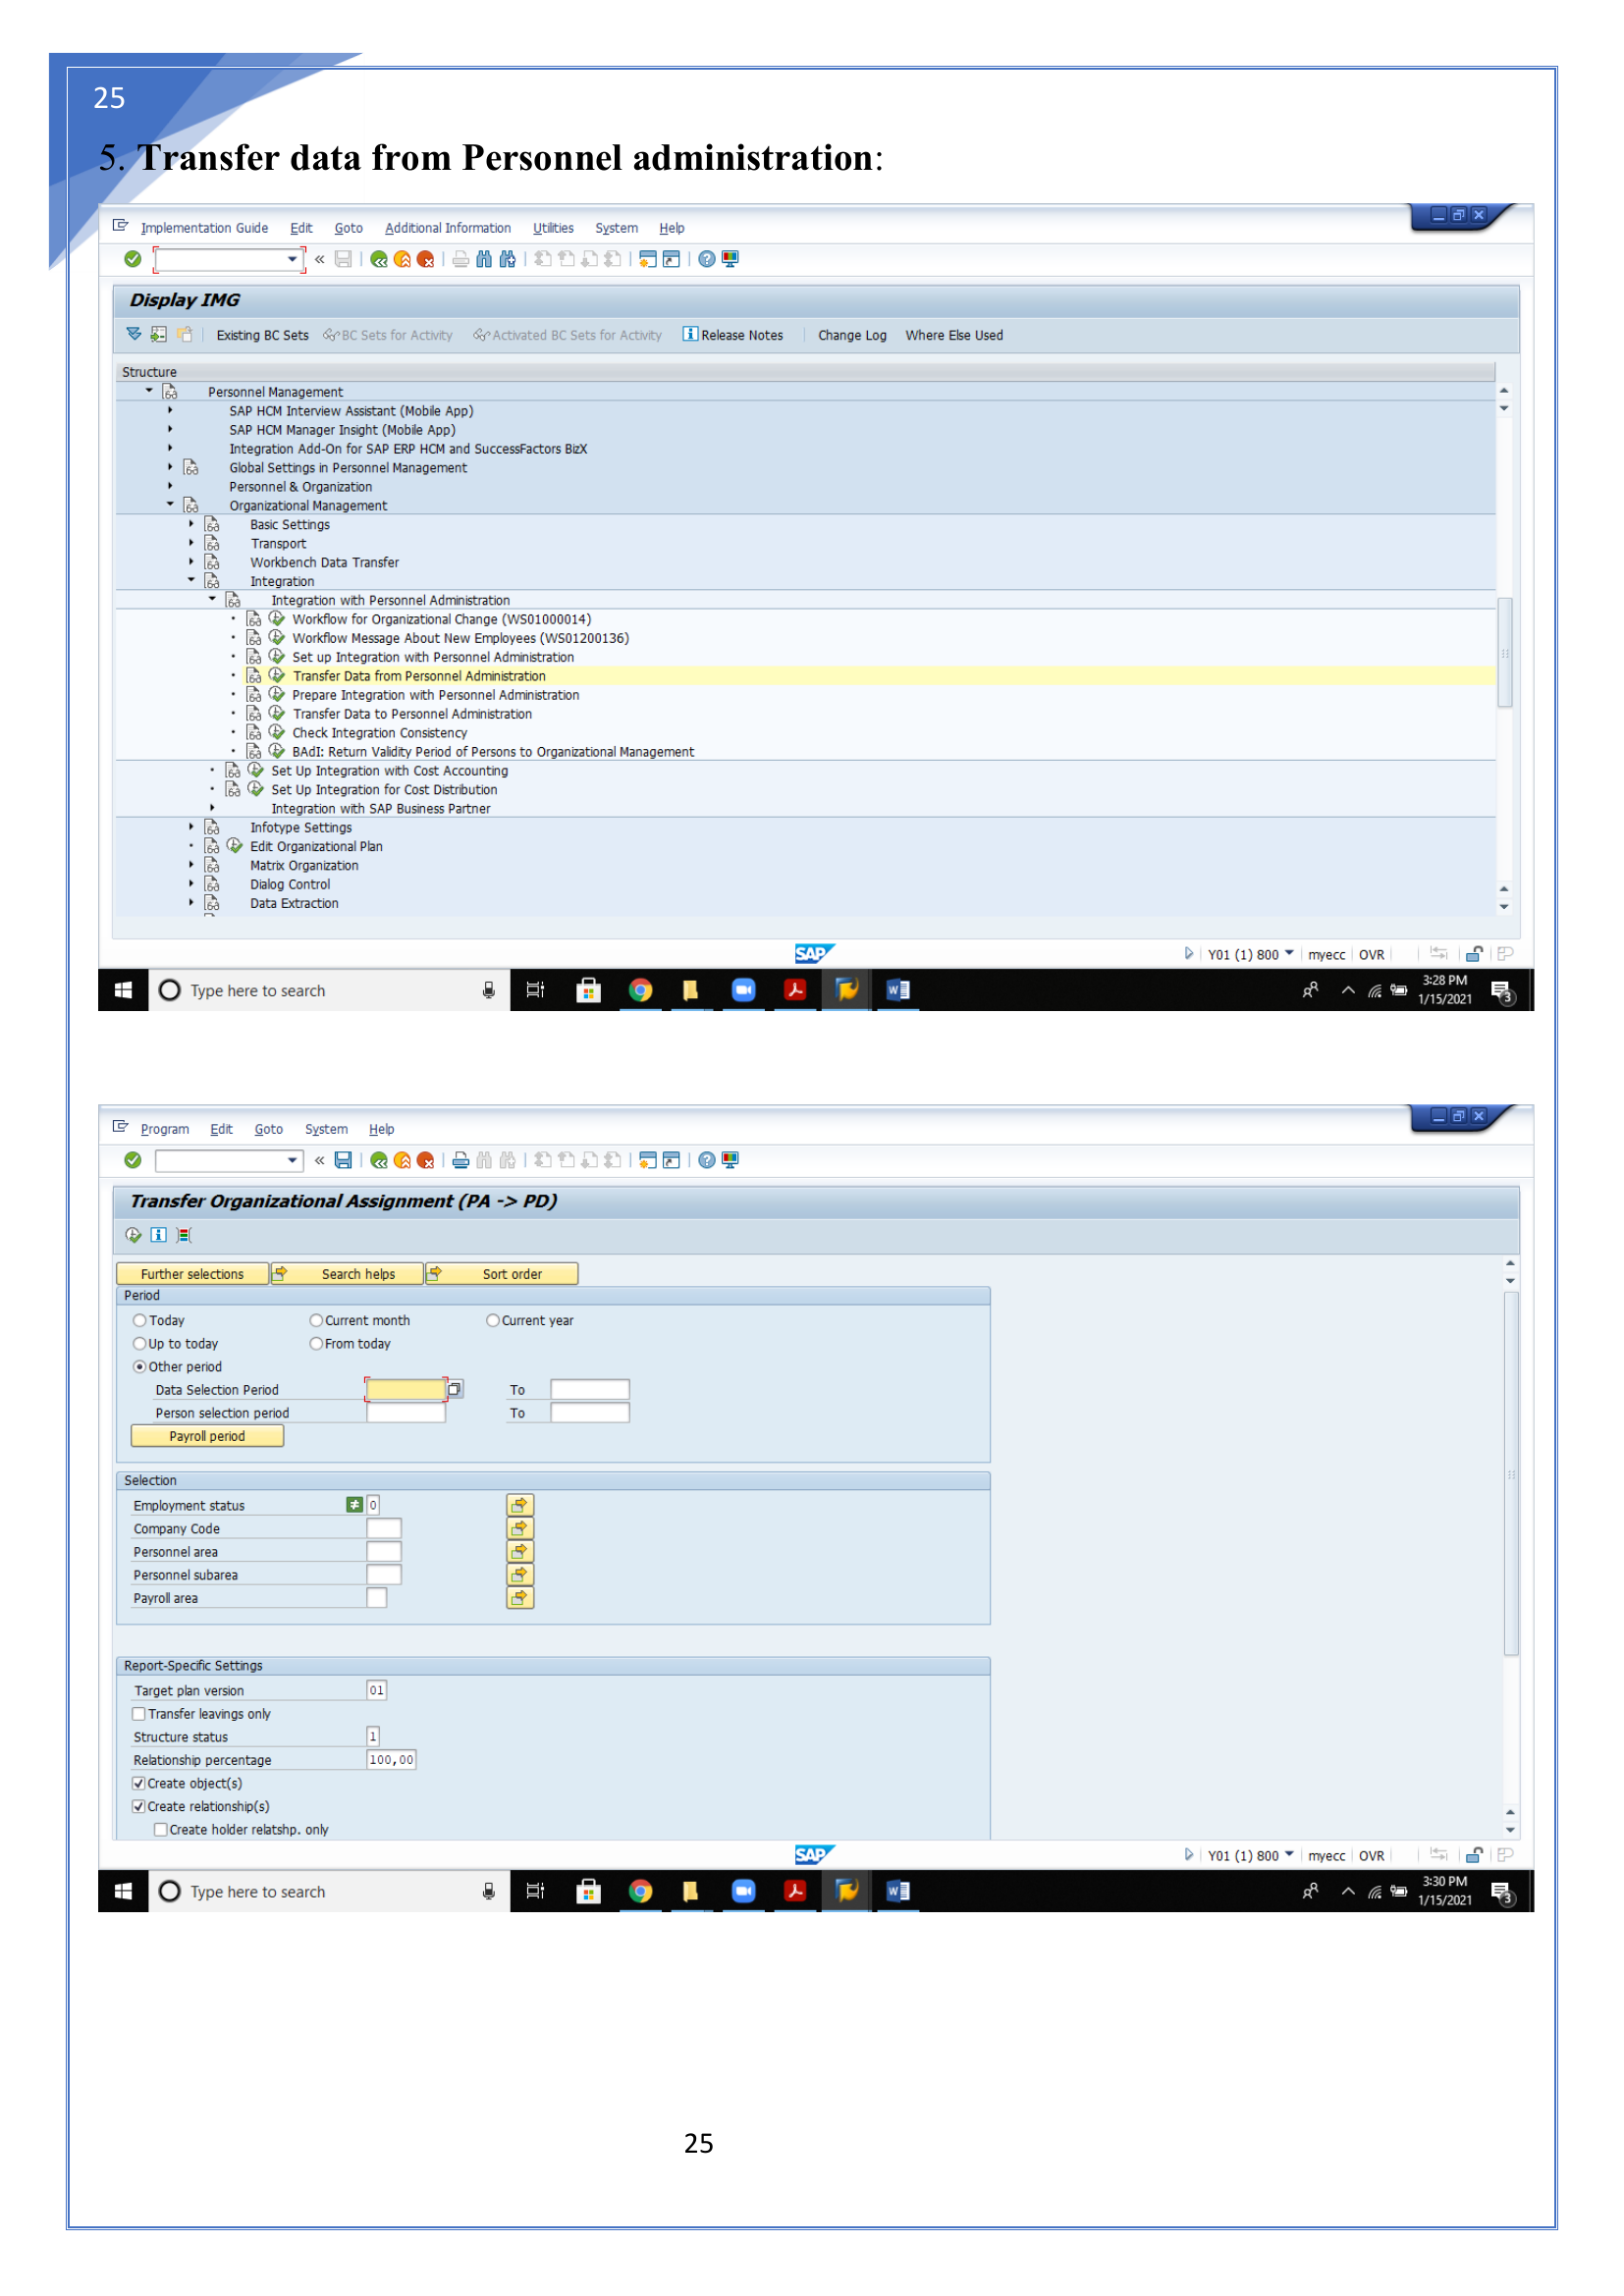 25
5. Transfer data from Personnel administration:
Implementation Guide Edit Goto Additional Information Utilities System Help
Display IMG
Existing BC Sets BC Sets for Activity Activated BC Sets for Activity Release Notes Change Log Where Else Used
Structure
Personnel Management
SAP HCM Interview Assistant (Mobile App)
SAP HCM Manager Insight (Mobile App)
Integration Add-On for SAP ERP HCM and SuccessFactors BizX
Global Settings in Personnel Management
Personnel & Organization
Organizational Management
Basic Settings
Transport
Workbench Data Transfer
Integration
Integration with Personnel Administration
Workflow for Organizational Change (WS01000014)
Workflow Message About New Employees (WS01200136)
Set up Integration with Personnel Administration
Transfer Data from Personnel Administration
Prepare Integration with Personnel Administration
Transfer Data to Personnel Administration
Check Integration Consistency
BAdI: Return Validity Period of Persons to Organizational Management
Set Up Integration with Cost Accounting
Set Up Integration for Cost Distribution
Integration with SAP Business Partner
Infotype Settings
Edit Organizational Plan
Matrix Organization
Dialog Control
Data Extraction
SAP Y01 (1) 800 myecc OVR
Type here to search 3:28 PM
1/15/2021 3
Program Edit Goto System Help
Transfer Organizational Assignment (PA -> PD)
Further selections Search helps Sort order
Period
Today Current month Current year
Up to today From today
Other period
Data Selection Period To
Person selection period To
Payroll period
Selection
Employment status ≠ 0
Company Code
Personnel area
Personnel subarea
Payroll area
Report-Specific Settings
Target plan version 01
Transfer leavings only
Structure status 1
Relationship percentage 100,00
Create object(s)
Create relationship(s)
Create holder relatshp. only
SAP Y01 (1) 800 myecc OVR
Type here to search 3:30 PM
1/15/2021 3
25